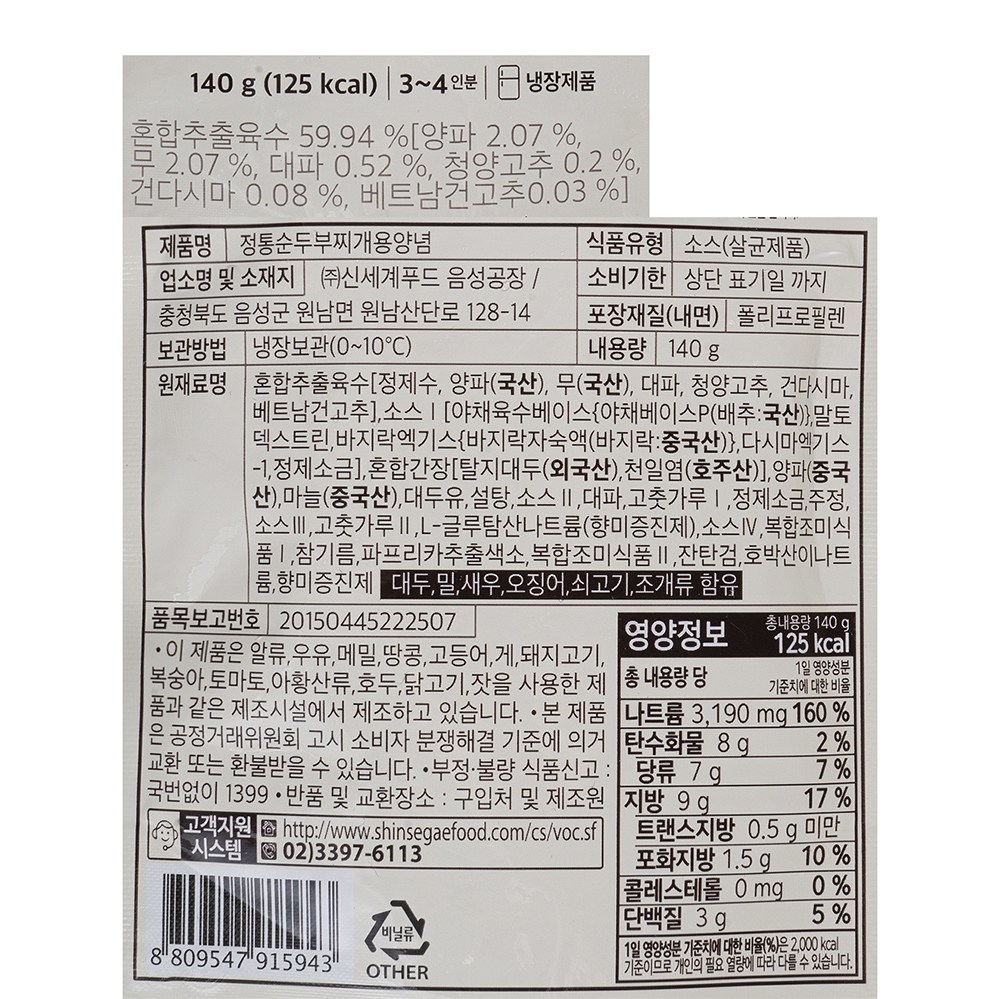 140 g (125 kcal) 3~4인분 냉장제품
혼합추출육수 59.94 %[양파 2.07 %,
무 2.07 %, 대파 0.52 %, 청양고추 0.2 %,
건다시마 0.08 %, 베트남건고추0.03 %]
제품명 정통순두부찌개용양념 식품유형 소스(살균제품)
업소명 및 소재지 ㈜신세계푸드 음성공장 / 소비기한 상단 표기일 까지
충청북도 음성군 원남면 원남산단로 128-14 포장재질(내면) 폴리프로필렌
보관방법 냉장보관(0~10℃) 내용량 140 g
원재료명 혼합추출육수[정제수, 양파(국산), 무(국산), 대파, 청양고추, 건다시마,
베트남건고추],소스Ⅰ[야채육수베이스{야채베이스P(배추:국산)},말토
덱스트린,바지락엑기스{바지락자숙액(바지락:중국산)},다시마엑기스
-1,정제소금],혼합간장[탈지대두(외국산),천일염(호주산)],양파(중국
산),마늘(중국산),대두유,설탕,소스Ⅱ,대파,고춧가루Ⅰ,정제소금,주정,
소스Ⅲ,고춧가루Ⅱ,L-글루탐산나트륨(향미증진제),소스Ⅳ,복합조미식
품Ⅰ,참기름,파프리카추출색소,복합조미식품Ⅱ,잔탄검,호박산이나트
륨,향미증진제 대두,밀,새우,오징어,쇠고기,조개류 함유
품목보고번호 20150445222507
•이 제품은 알류,우유,메밀,땅콩,고등어,게,돼지고기,
복숭아,토마토,아황산류,호두,닭고기,잣을 사용한 제
품과 같은 제조시설에서 제조하고 있습니다. •본 제품
은 공정거래위원회 고시 소비자 분쟁해결 기준에 의거
교환 또는 환불받을 수 있습니다. •부정·불량 식품신고 :
국번없이 1399 •반품 및 교환장소 : 구입처 및 제조원
고객지원 http://www.shinsegaefood.com/cs/voc.sf
시스템 02)3397-6113
8 809547 915943
비닐류
OTHER
영양정보 총 내용량 140 g
125 kcal
총 내용량 당 1일 영양성분
기준치에 대한 비율
나트륨 3,190 mg 160 %
탄수화물 8 g 2 %
당류 7 g 7 %
지방 9 g 17 %
트랜스지방 0.5 g 미만
포화지방 1.5 g 10 %
콜레스테롤 0 mg 0 %
단백질 3 g 5 %
1일 영양성분 기준치에 대한 비율(%)은 2,000 kcal
기준이므로 개인의 필요 열량에 따라 다를 수 있습니다.